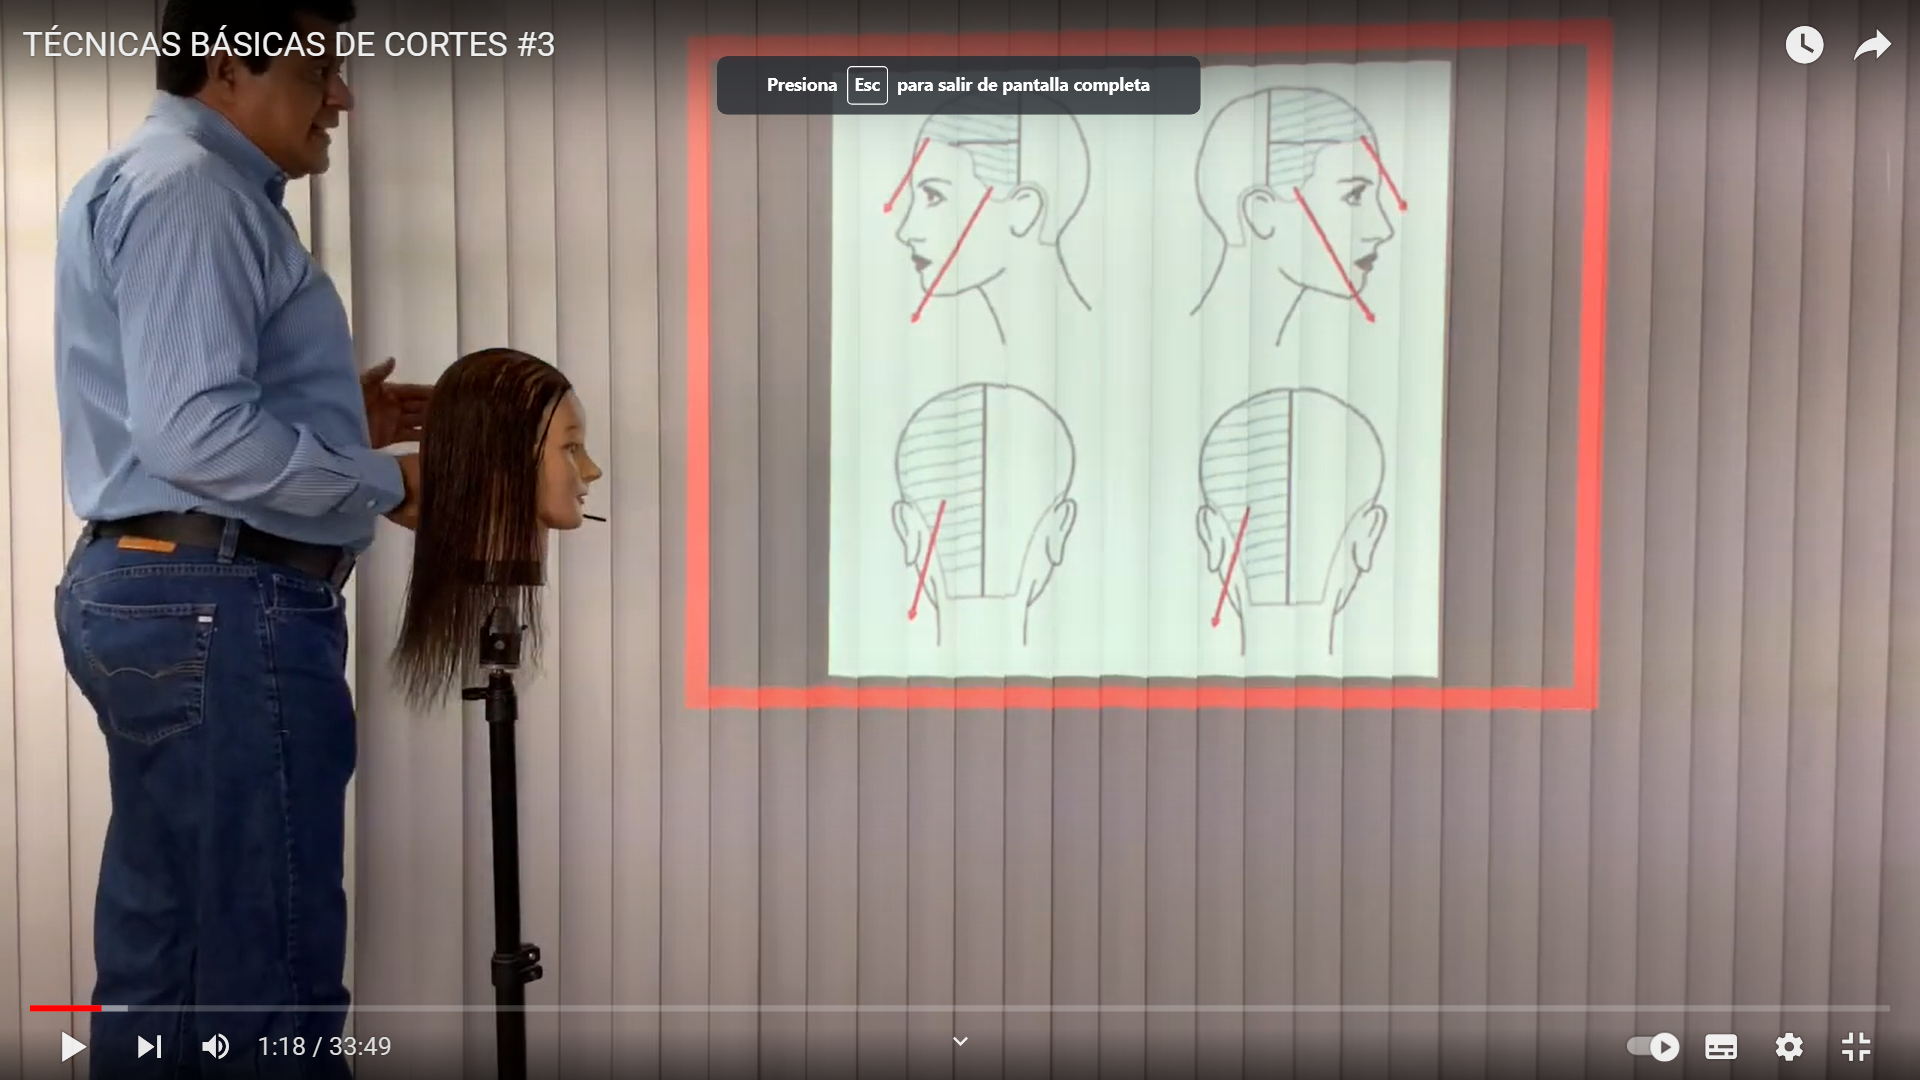 TÉCNICAS BÁSICAS DE CORTES #3
Presiona Esc para salir de pantalla completa
1:18 / 33:49